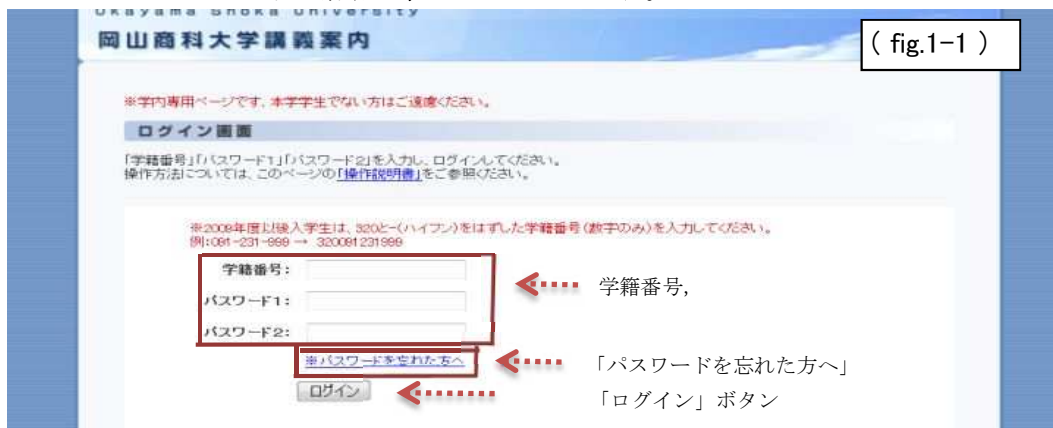 Okayama Shoka University
岡山商科大学講義案内
( fig.1-1 )
※学内専用ページです、本学学生でない方はご遠慮ください。
ログイン画面
「学籍番号」「パスワード1」「パスワード2」を入力し、ログインしてください。
操作方法については、このページの「操作説明書」をご参照ください。
※2008年度以後入学生は、320と-(ハイフン)をはずした学籍番号(数字のみ)を入力してください。
例:081-231-999 → 320081231999
学籍番号:
学籍番号,
パスワード1:
パスワード2:
※パスワードを忘れた方へ
「パスワードを忘れた方へ」
ログイン
「ログイン」ボタン